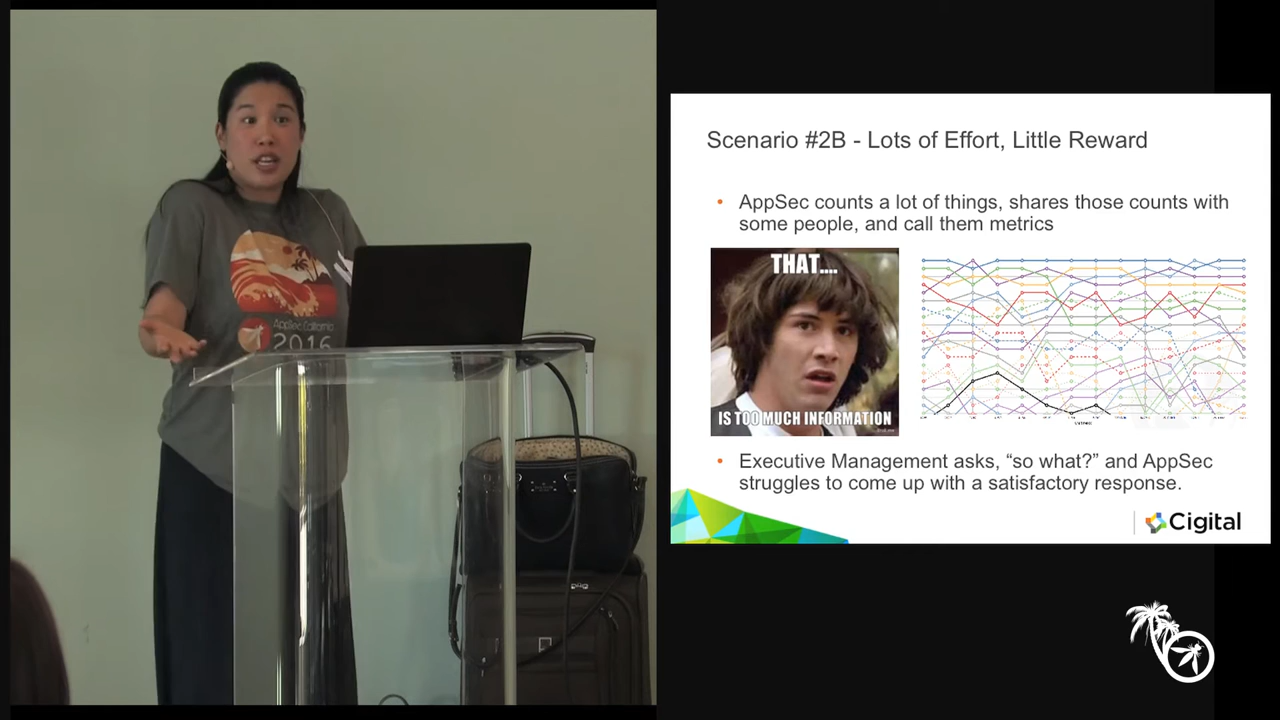 AppSec California
2016
Scenario #2B - Lots of Effort, Little Reward
• AppSec counts a lot of things, shares those counts with
some people, and call them metrics
THAT....
IS TOO MUCH INFORMATION
• Executive Management asks, “so what?” and AppSec
struggles to come up with a satisfactory response.
Cigital